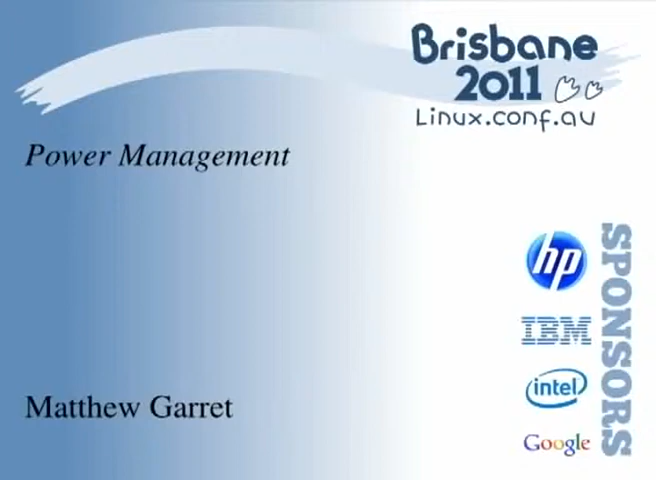 Brisbane
2011
Linux.conf.au
Power Management
hp
IBM
intel
Google
SPONSORS
Matthew Garret